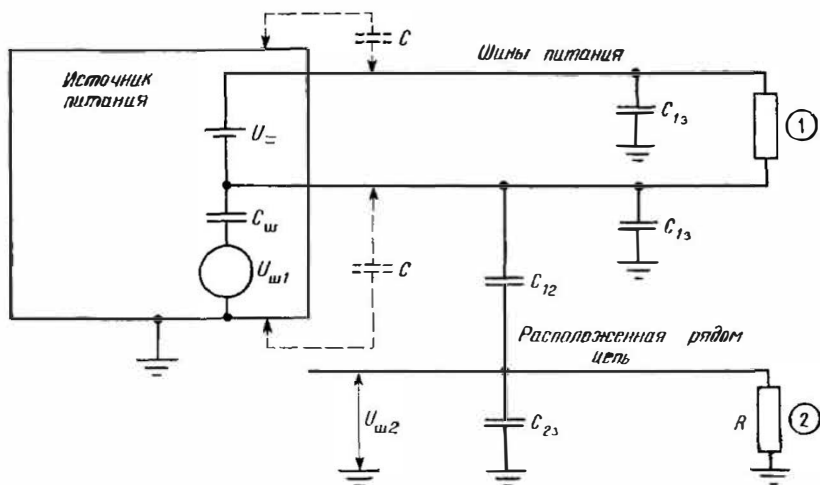 C
Источник
питания
Шины питания
U=
C₁з
1
Cш
Uш1
C
C₁з
C₁₂
Расположенная рядом
цепь
Uш2
C₂з
R
2